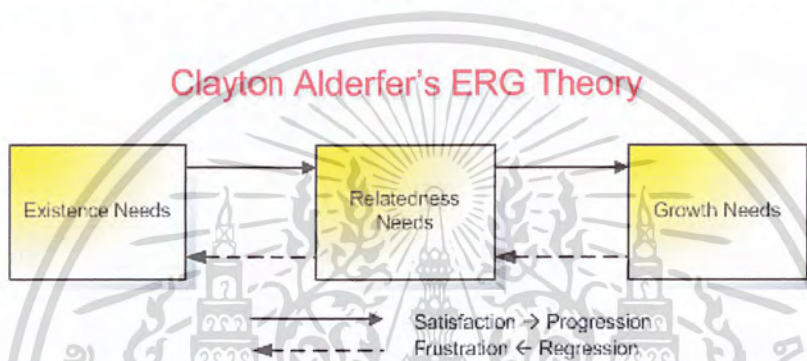 Clayton Alderfer's ERG Theory
Existence Needs
Relatedness
Needs
Growth Needs
Satisfaction → Progression
Frustration ← Regression